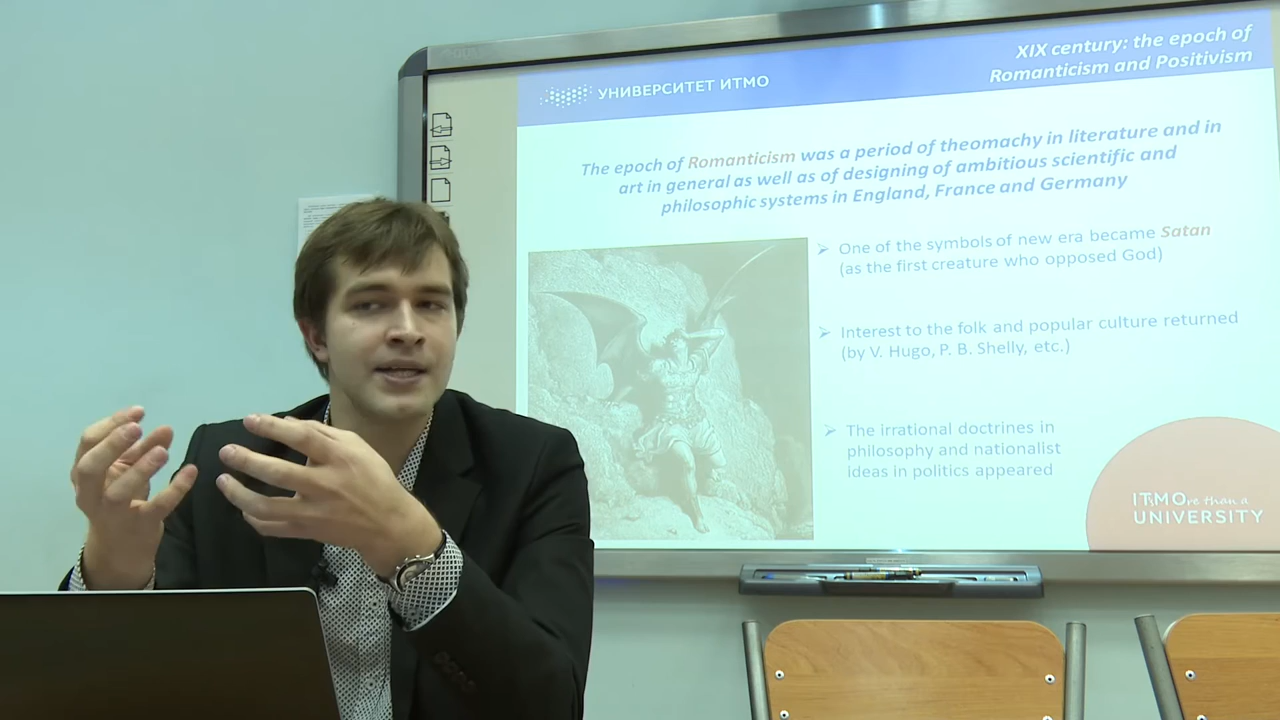 XIX century: the epoch of
Romanticism and Positivism
УНИВЕРСИТЕТ ИТМО
The epoch of Romanticism was a period of theomachy in literature and in
art in general as well as of designing of ambitious scientific and
philosophic systems in England, France and Germany
➢ One of the symbols of new era became Satan
(as the first creature who opposed God)
➢ Interest to the folk and popular culture returned
(by V. Hugo, P. B. Shelly, etc.)
➢ The irrational doctrines in
philosophy and nationalist
ideas in politics appeared
ITsMOre than a
UNIVERSITY